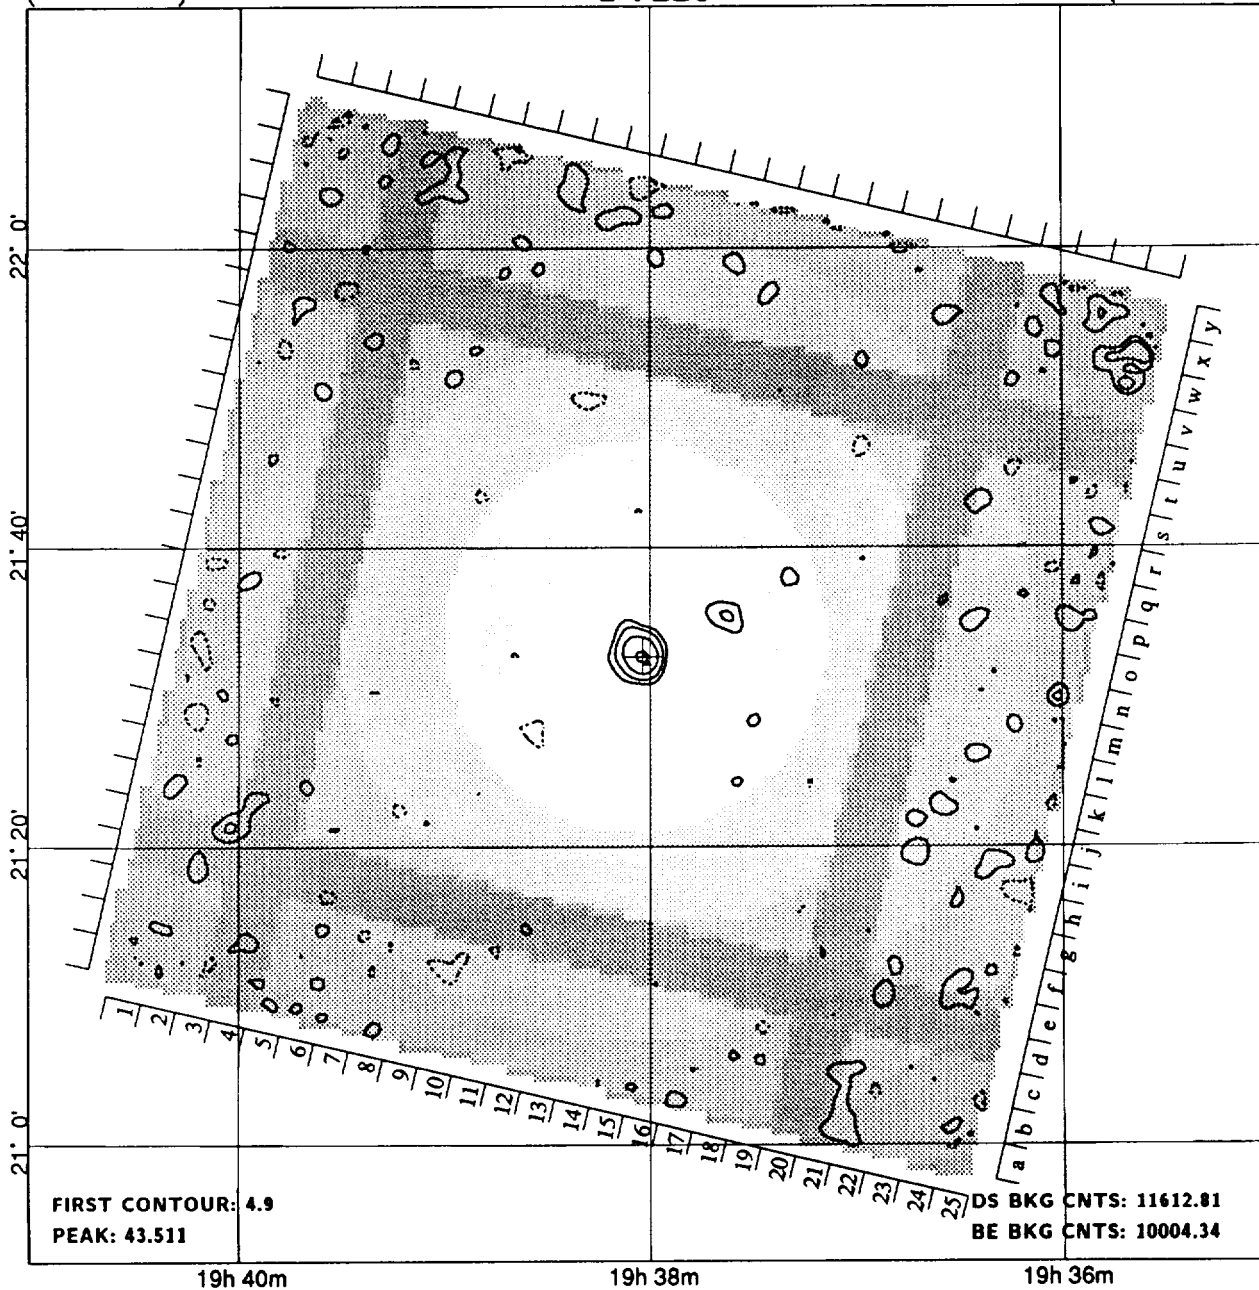 22° 0'
21° 40'
21° 20'
21° 0'
y
x
w
v
u
t
s
r
q
p
o
n
m
l
k
j
i
h
g
f
e
d
c
b
a
1
2
3
4
5
6
7
8
9
10
11
12
13
14
15
16
17
18
19
20
21
22
23
24
25
FIRST CONTOUR: 4.9
PEAK: 43.511
DS BKG CNTS: 11612.81
BE BKG CNTS: 10004.34
19h 40m
19h 38m
19h 36m